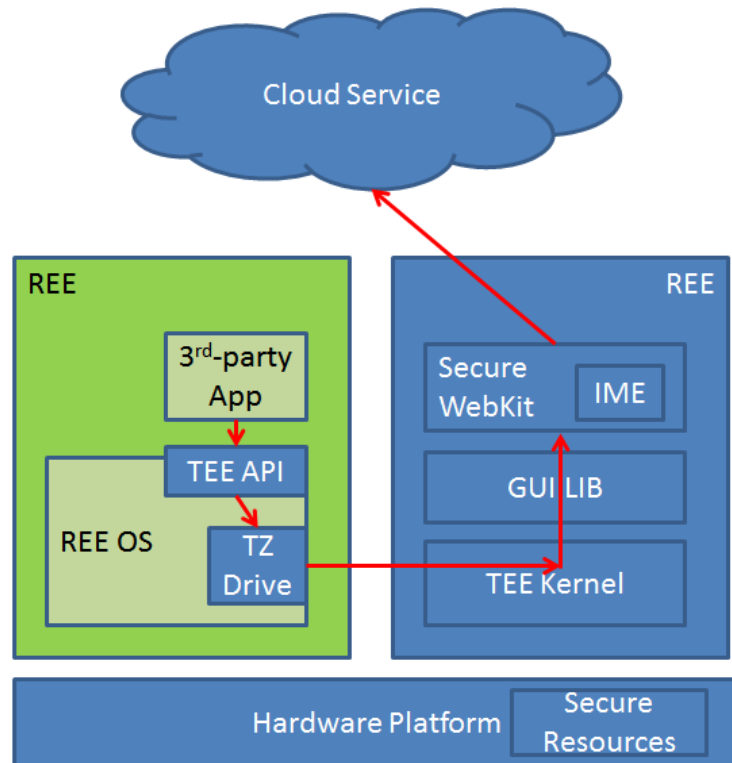 Cloud Service
REE
3rd-party
App
TEE API
REE OS
TZ
Drive
REE
Secure
WebKit
IME
GUI LIB
TEE Kernel
Hardware Platform
Secure
Resources